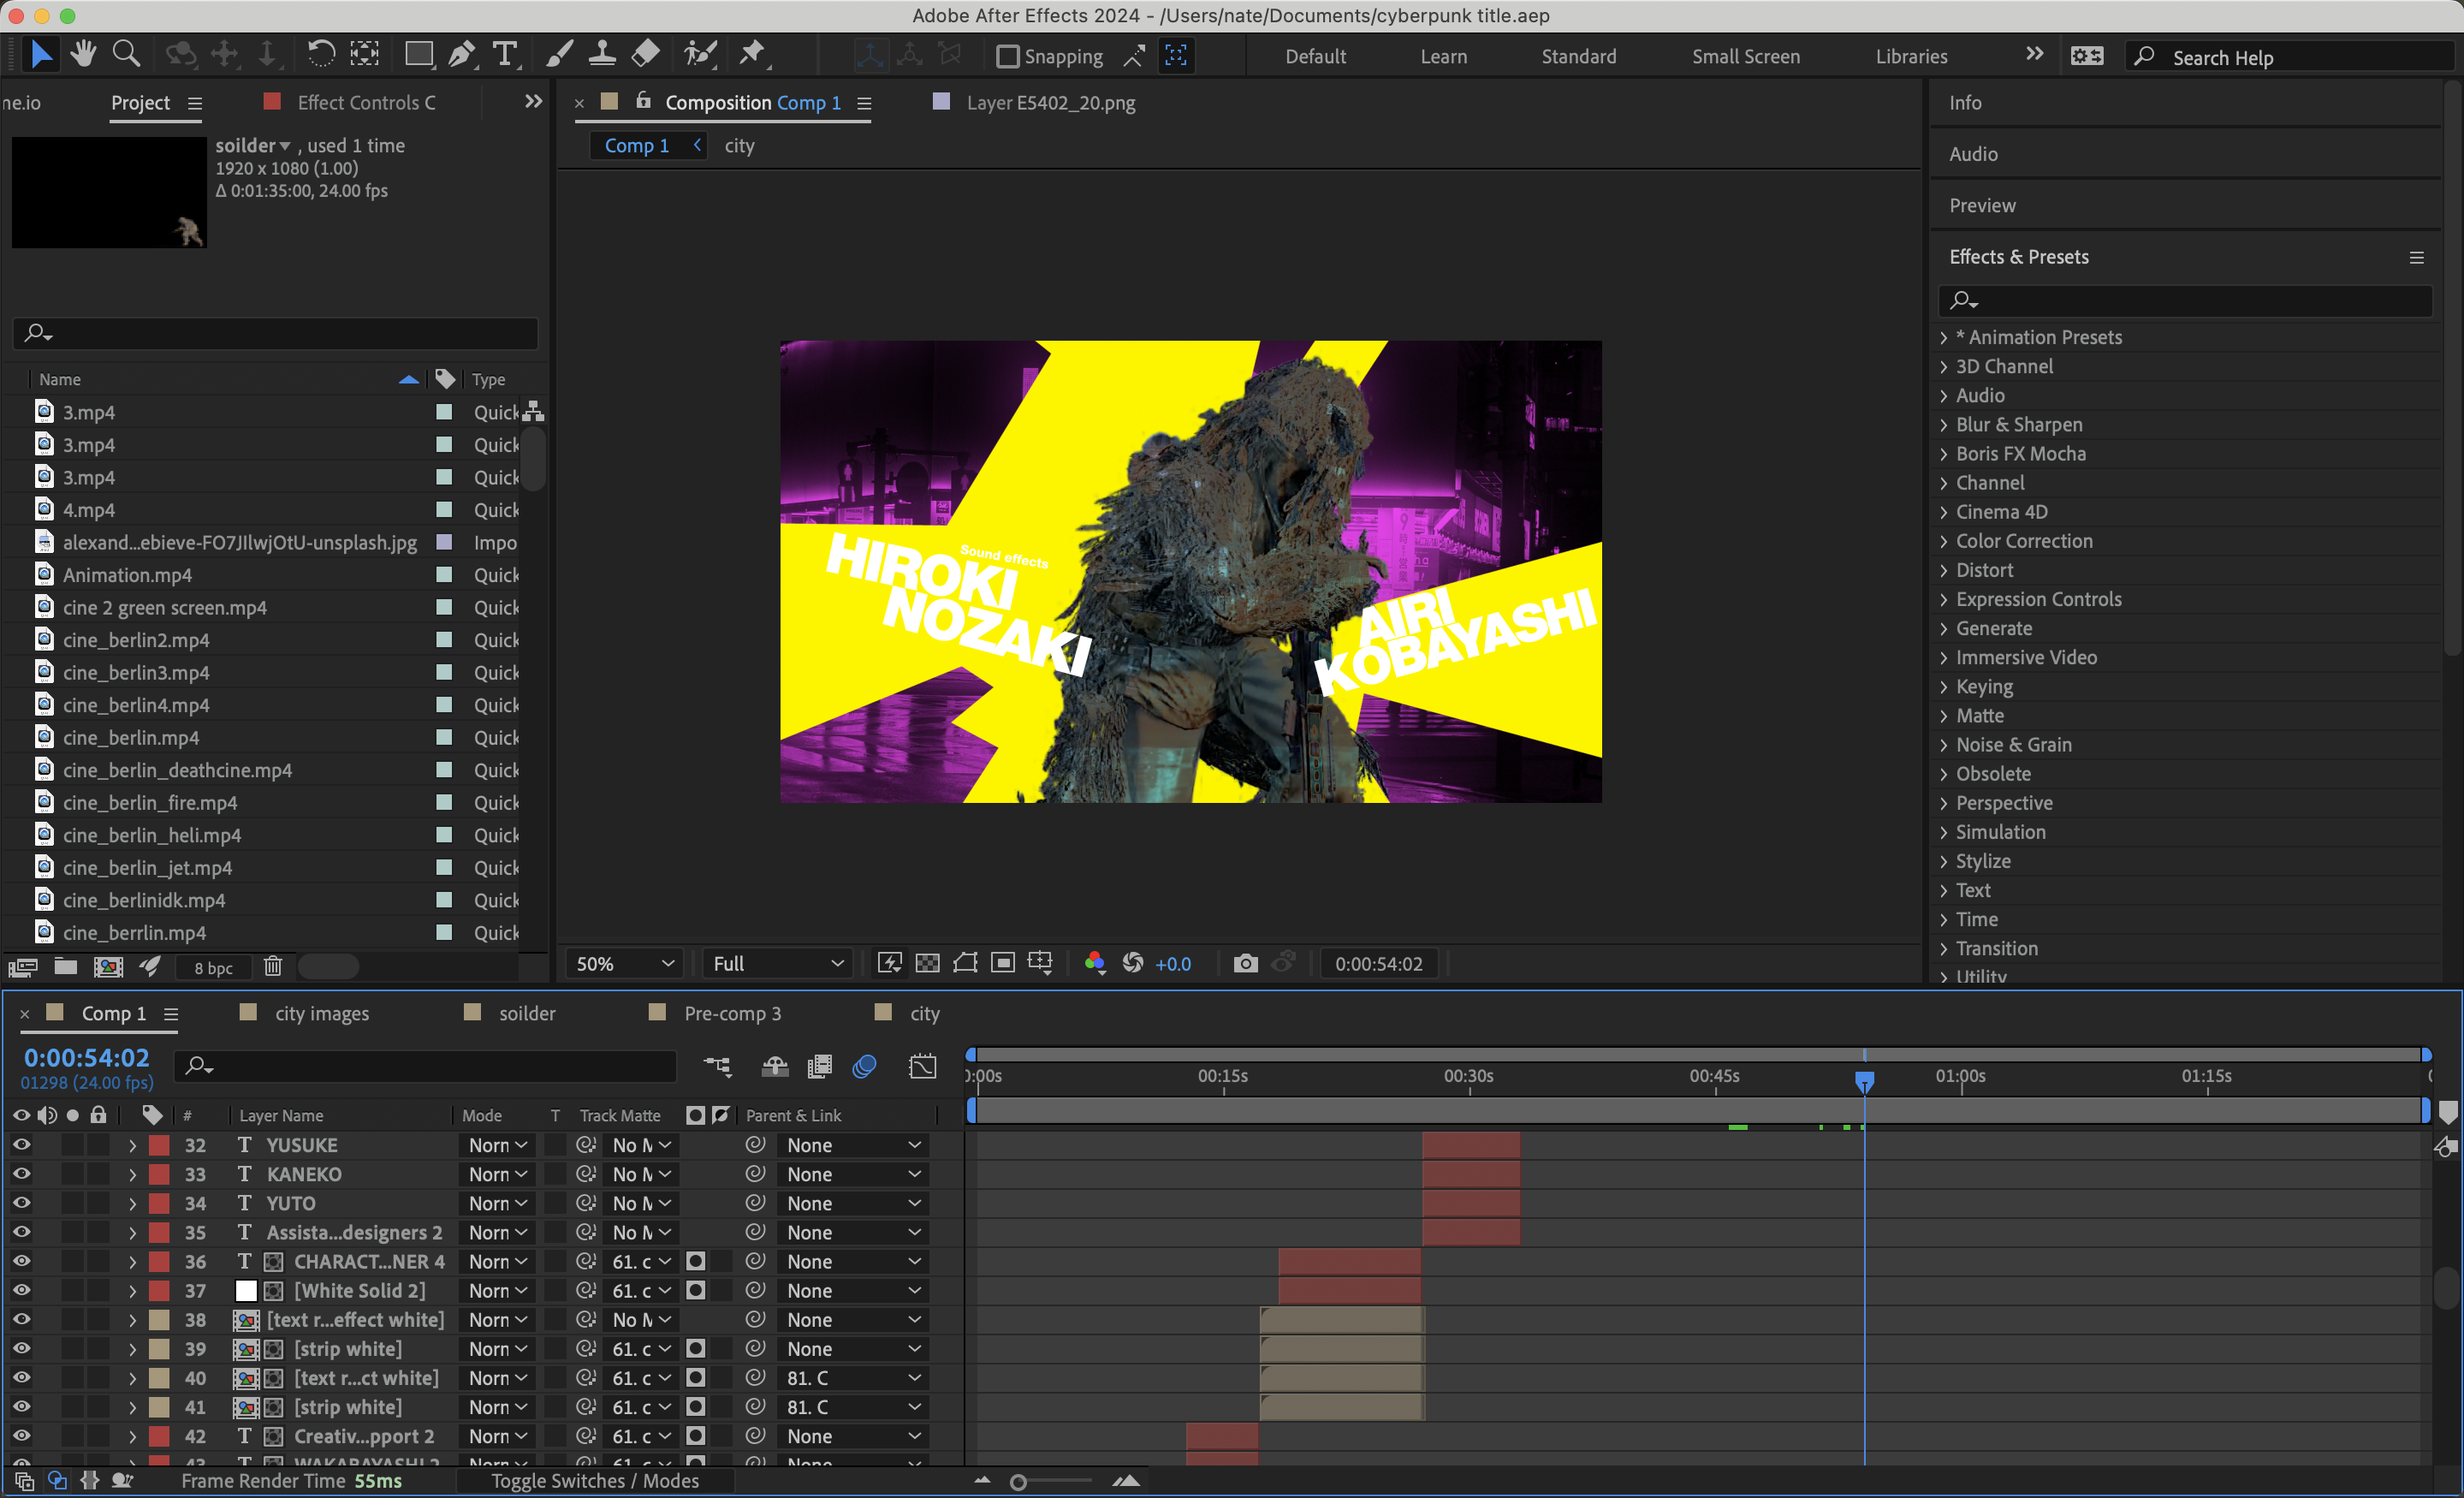 Adobe After Effects 2024 - /Users/nate/Documents/cyberpunk title.aep
Snapping
Default
Learn
Standard
Small Screen
Libraries
Search Help
ne.io
Project
Effect Controls C
Composition Comp 1
Layer E5402_20.png
Comp 1
city
soilder , used 1 time
1920 x 1080 (1.00)
Δ 0:01:35:00, 24.00 fps
Name
Type
3.mp4 Quick
3.mp4 Quick
3.mp4 Quick
4.mp4 Quick
alexand...ebieve-FO7JIlwjOtU-unsplash.jpg Impo
Animation.mp4 Quick
cine 2 green screen.mp4 Quick
cine_berlin2.mp4 Quick
cine_berlin3.mp4 Quick
cine_berlin4.mp4 Quick
cine_berlin.mp4 Quick
cine_berlin_deathcine.mp4 Quick
cine_berlin_fire.mp4 Quick
cine_berlin_heli.mp4 Quick
cine_berlin_jet.mp4 Quick
cine_berlinidk.mp4 Quick
cine_berrlin.mp4 Quick
8 bpc
Sound effects
HIROKI
NOZAKI
AIRI
KOBAYASHI
50%
Full
+0.0
0:00:54:02
Info
Audio
Preview
Effects & Presets
* Animation Presets
3D Channel
Audio
Blur & Sharpen
Boris FX Mocha
Channel
Cinema 4D
Color Correction
Distort
Expression Controls
Generate
Immersive Video
Keying
Matte
Noise & Grain
Obsolete
Perspective
Simulation
Stylize
Text
Time
Transition
Utility
Comp 1
city images
soilder
Pre-comp 3
city
0:00:54:02
01298 (24.00 fps)
):00s 00:15s 00:30s 00:45s 01:00s 01:15s
# Layer Name Mode T Track Matte Parent & Link
32 T YUSUKE Norn No M None
33 T KANEKO Norn No M None
34 T YUTO Norn No M None
35 T Assista...designers 2 Norn No M None
36 T CHARACT...NER 4 Norn 61. c None
37 [White Solid 2] Norn 61. c None
38 [text r...effect white] Norn No M None
39 [strip white] Norn 61. c None
40 [text r...ct white] Norn 61. c 81. C
41 [strip white] Norn 61. c 81. C
42 T Creativ...pport 2 Norn 61. c None
43 T WAKABAYASHI 2 Norn 61. c None
Frame Render Time 55ms
Toggle Switches / Modes